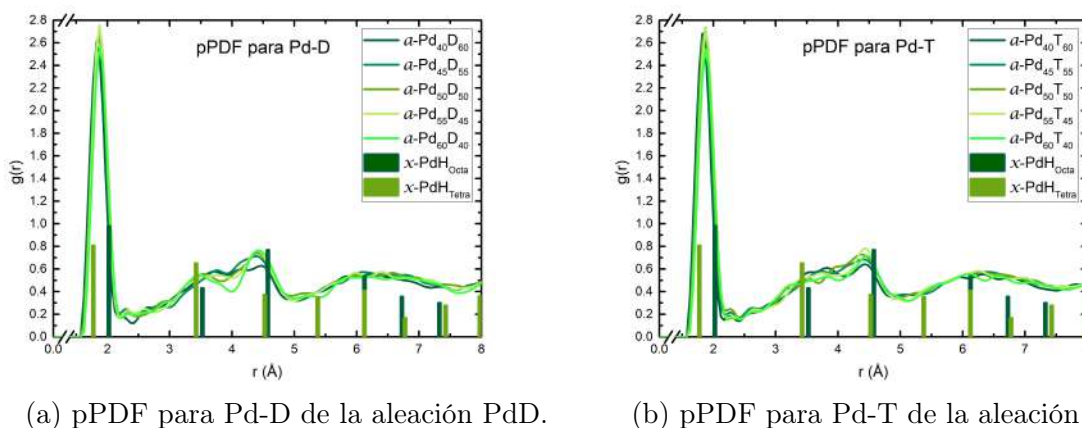 pPDF para Pd-D
a-Pd₄₀D₆₀
a-Pd₄₅D₅₅
a-Pd₅₀D₅₀
a-Pd₅₅D₄₅
a-Pd₆₀D₄₀
x-PdH_Octa
x-PdH_Tetra
g(r)
2.8
2.6
2.4
2.2
2.0
1.8
1.6
1.4
1.2
1.0
0.8
0.6
0.4
0.2
0.0
0.0 2 3 4 5 6 7 8
r (Å)
(a) pPDF para Pd-D de la aleación PdD.
pPDF para Pd-T
a-Pd₄₀T₆₀
a-Pd₄₅T₅₅
a-Pd₅₀T₅₀
a-Pd₅₅T₄₅
a-Pd₆₀T₄₀
x-PdH_Octa
x-PdH_Tetra
g(r)
2.8
2.6
2.4
2.2
2.0
1.8
1.6
1.4
1.2
1.0
0.8
0.6
0.4
0.2
0.0
0.0 2 3 4 5 6 7
r (Å)
(b) pPDF para Pd-T de la aleación